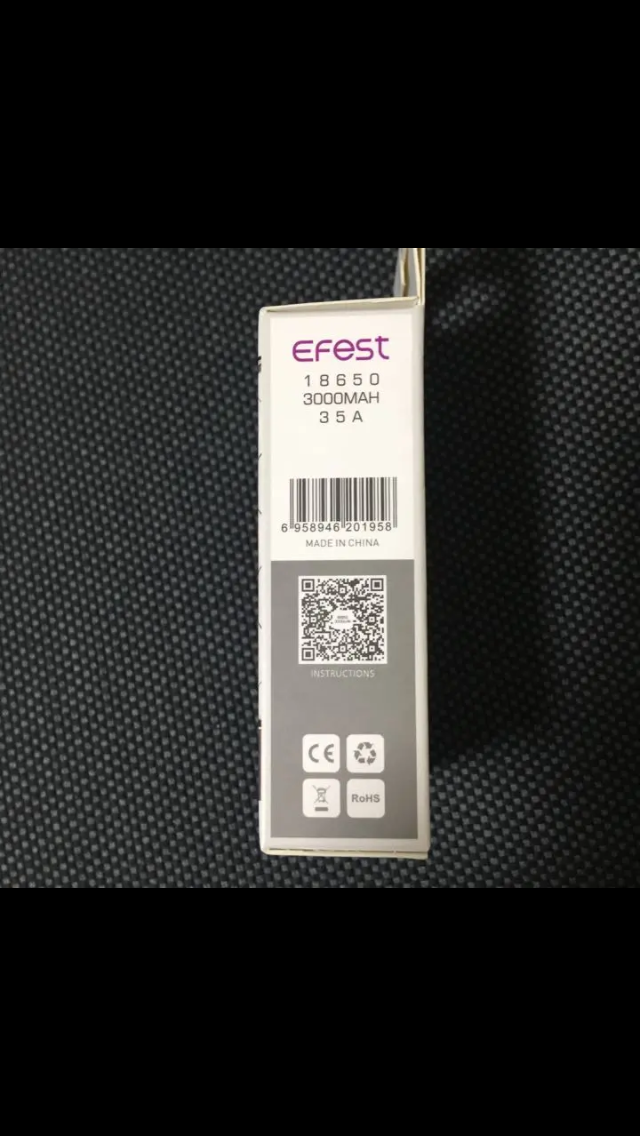 Efest
18650
3000MAH
35A
6 958946 201958
MADE IN CHINA
INSTRUCTIONS
CE
RoHS